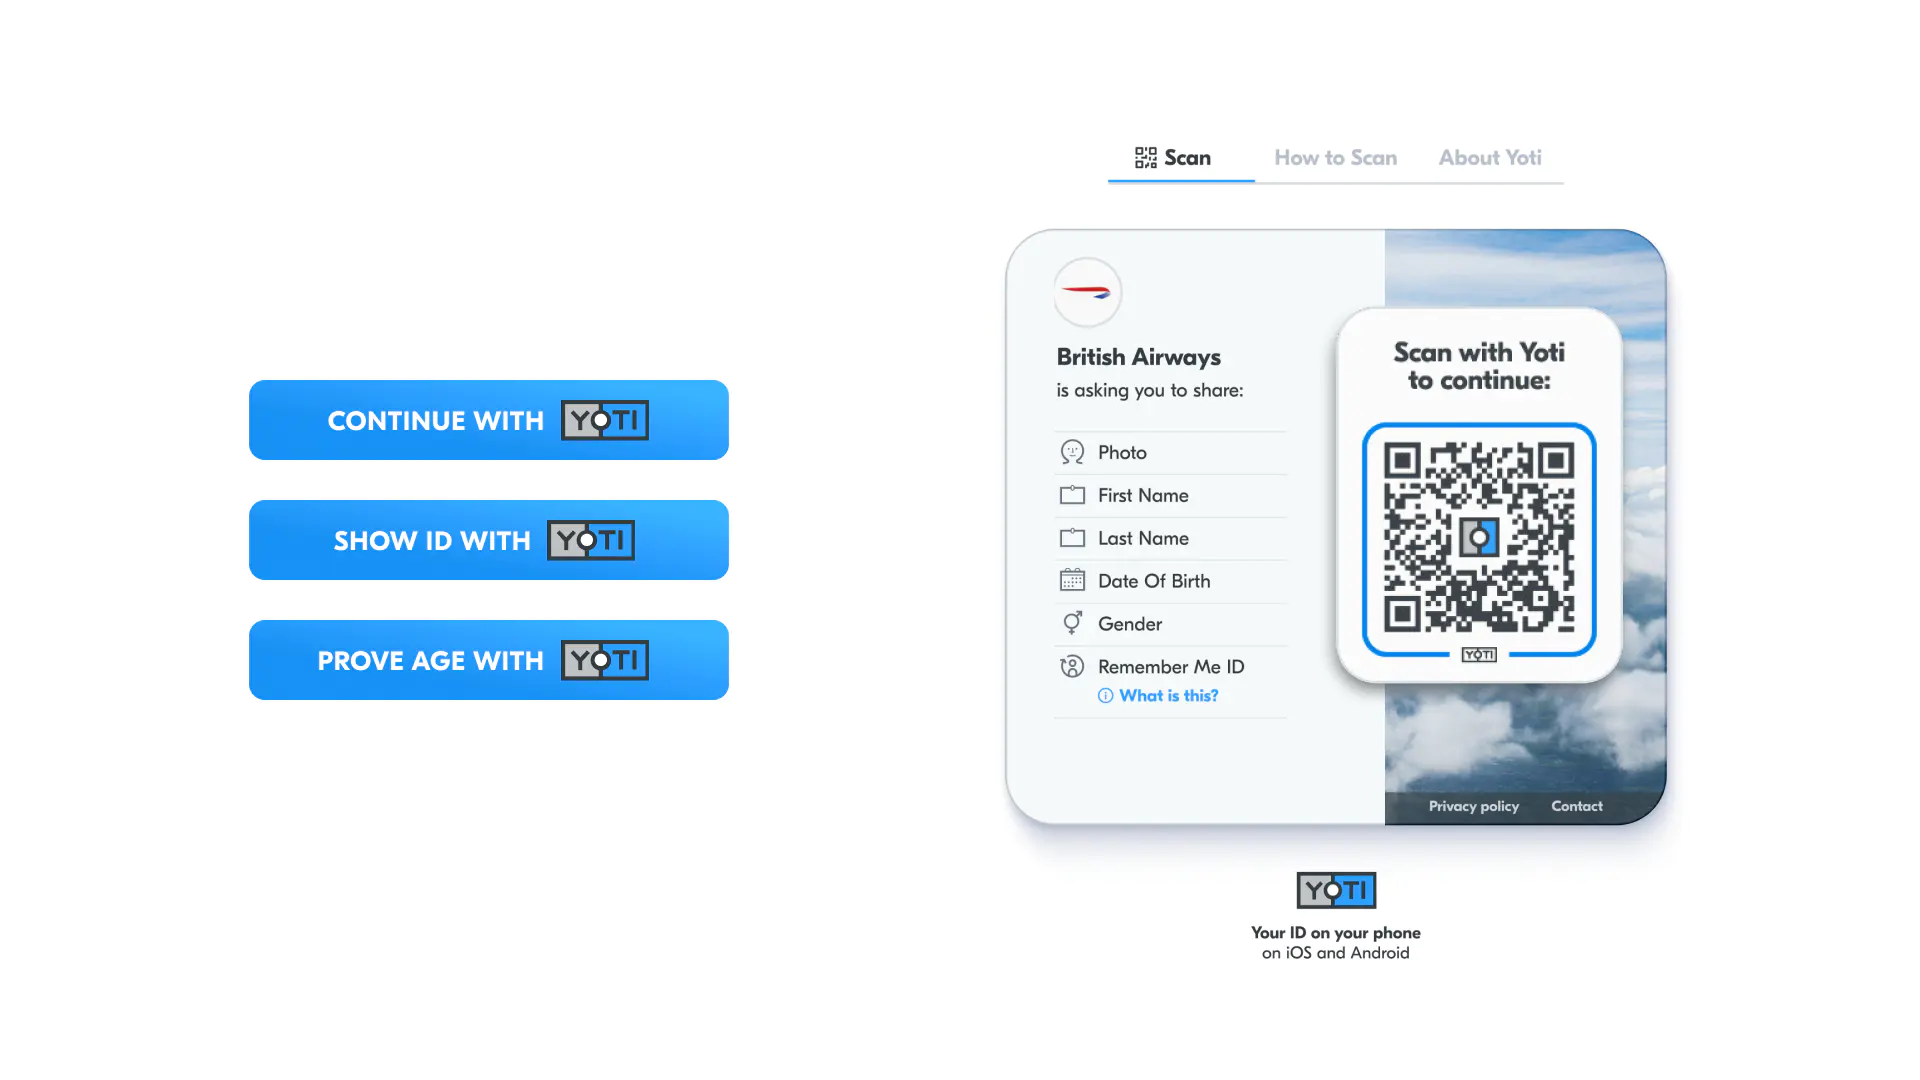 CONTINUE WITH YOTI
SHOW ID WITH YOTI
PROVE AGE WITH YOTI
Scan
How to Scan
About Yoti
British Airways
is asking you to share:
Photo
First Name
Last Name
Date Of Birth
Gender
Remember Me ID
What is this?
Scan with Yoti
to continue:
YOTI
Privacy policy
Contact
YOTI
Your ID on your phone
on iOS and Android